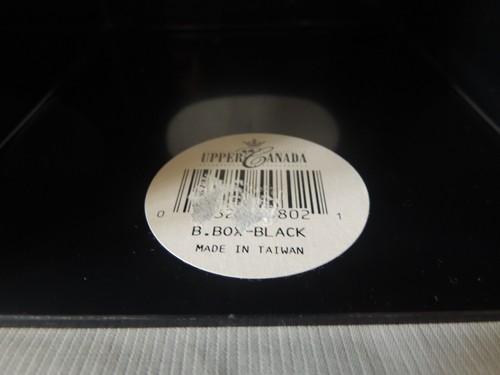 UPPER CANADA
0 802 1
B.BOX-BLACK
MADE IN TAIWAN